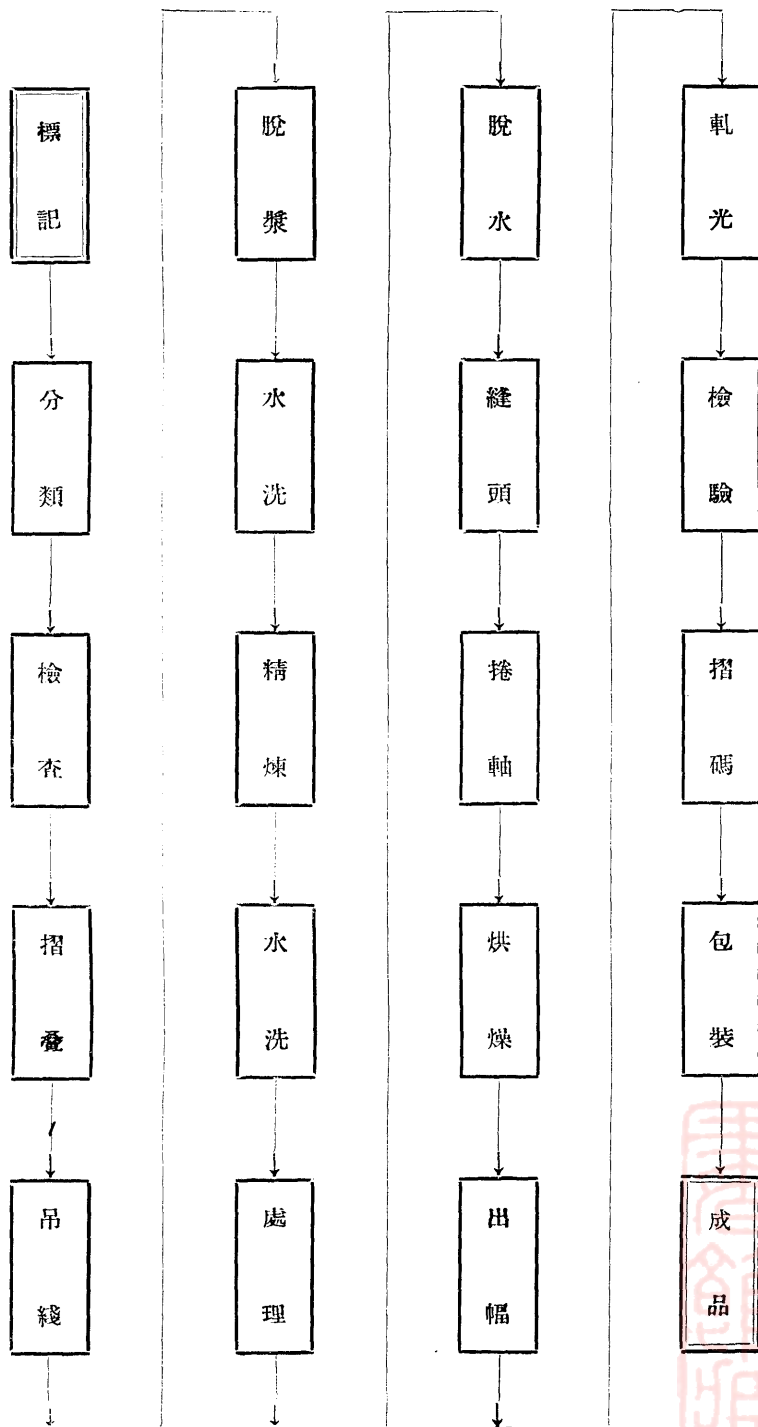 標記
分類
檢查
摺疊
吊綫
脫漿
水洗
精煉
水洗
處理
脫水
縫頭
捲軸
烘燥
出幅
軋光
檢驗
摺碼
包裝
成品